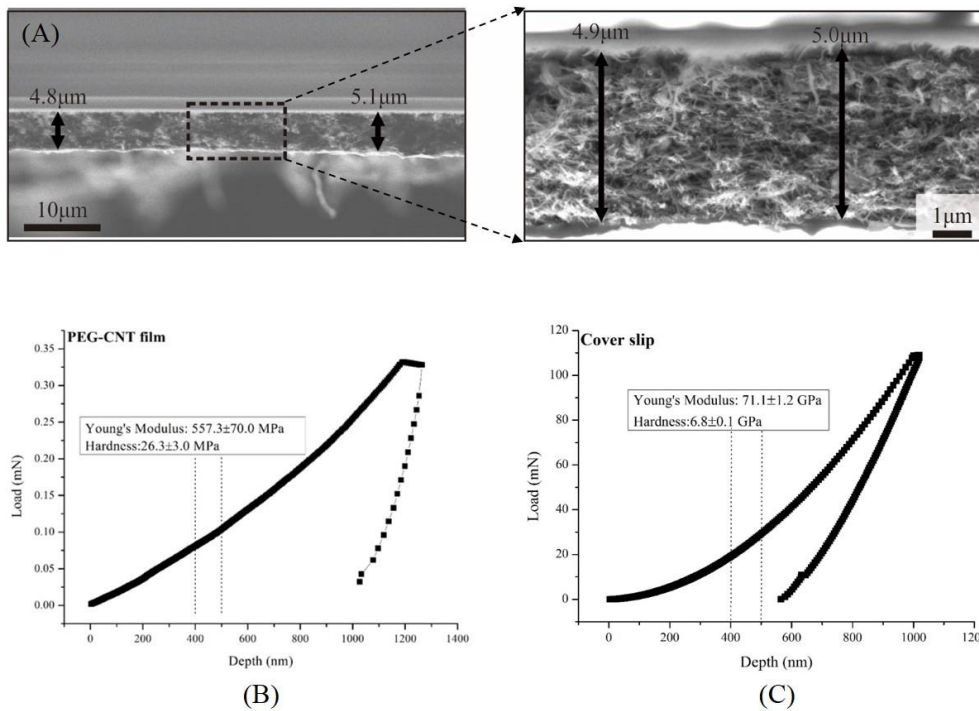 (A)
4.8μm
5.1μm
10μm
4.9μm
5.0μm
1μm
PEG-CNT film
0.35
0.30
0.25
0.20
0.15
0.10
0.05
0.00
Load (mN)
Young's Modulus: 557.3±70.0 MPa
Hardness:26.3±3.0 MPa
0 200 400 600 800 1000 1200 1400
Depth (nm)
(B)
Cover slip
120
100
80
60
40
20
0
Load (mN)
Young's Modulus: 71.1±1.2 GPa
Hardness:6.8±0.1 GPa
0 200 400 600 800 1000 120
Depth (nm)
(C)